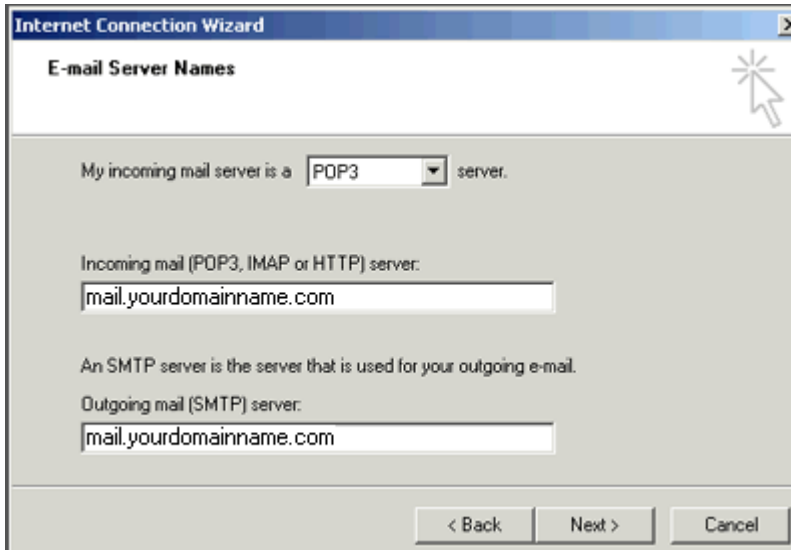 Internet Connection Wizard
E-mail Server Names
My incoming mail server is a POP3 server.
Incoming mail (POP3, IMAP or HTTP) server:
mail.yourdomainname.com
An SMTP server is the server that is used for your outgoing e-mail.
Outgoing mail (SMTP) server:
mail.yourdomainname.com
< Back Next > Cancel